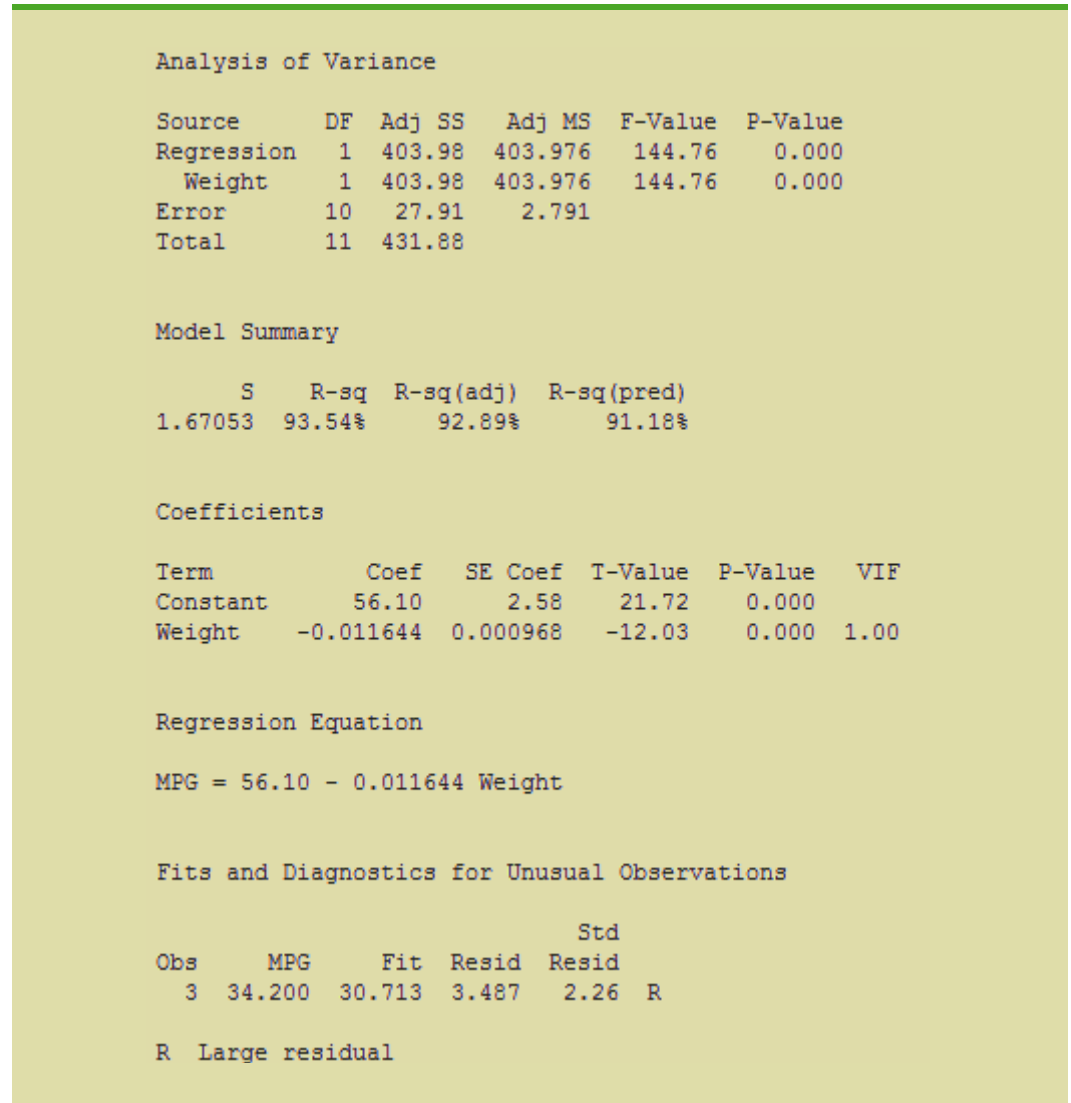 Analysis of Variance
Source DF Adj SS Adj MS F-Value P-Value
Regression 1 403.98 403.976 144.76 0.000
Weight 1 403.98 403.976 144.76 0.000
Error 10 27.91 2.791
Total 11 431.88
Model Summary
S R-sq R-sq(adj) R-sq(pred)
1.67053 93.54% 92.89% 91.18%
Coefficients
Term Coef SE Coef T-Value P-Value VIF
Constant 56.10 2.58 21.72 0.000
Weight -0.011644 0.000968 -12.03 0.000 1.00
Regression Equation
MPG = 56.10 - 0.011644 Weight
Fits and Diagnostics for Unusual Observations
Std
Obs MPG Fit Resid Resid
3 34.200 30.713 3.487 2.26 R
R Large residual